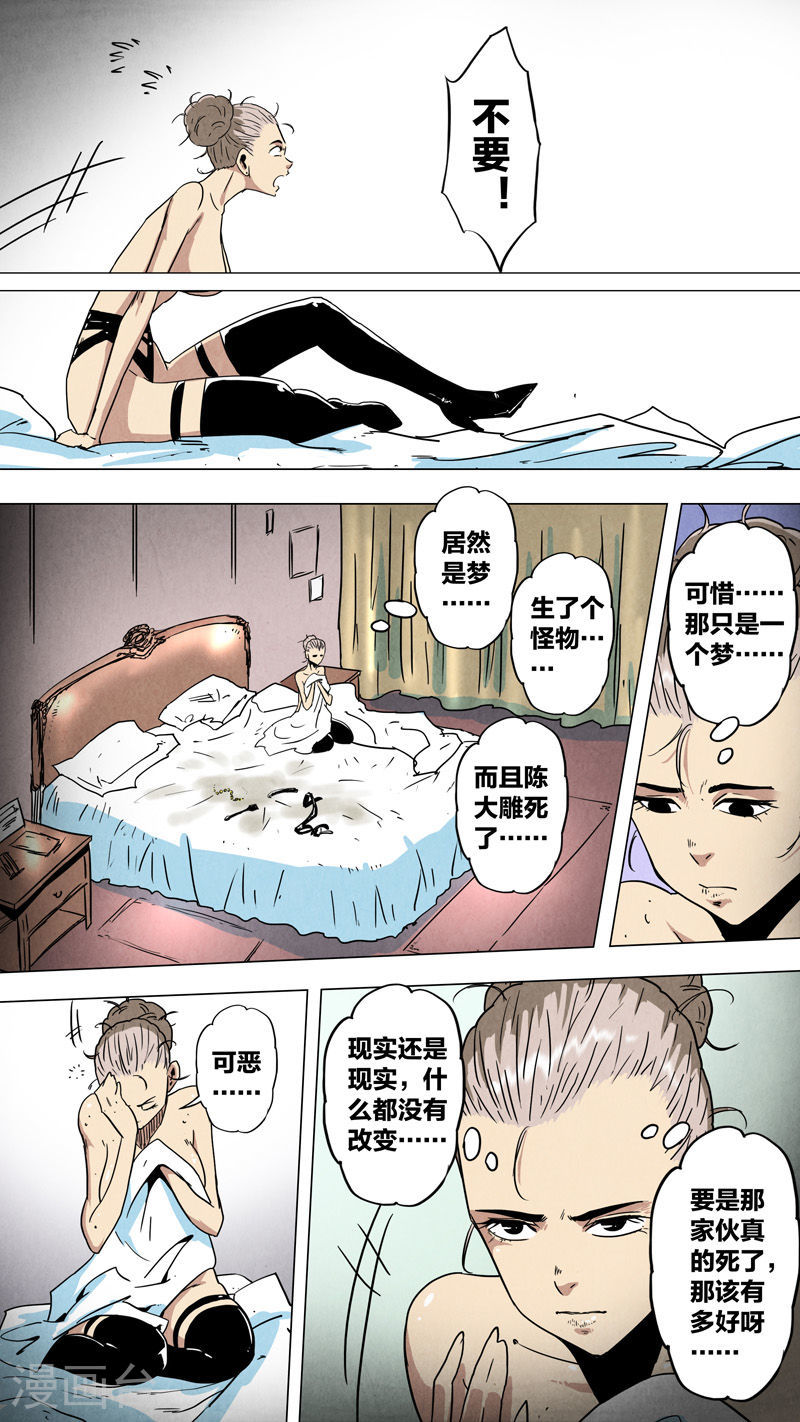 不
要！
居然
是梦
……
生了个
怪物…
…
而且陈
大雕死
了……
可惜……
那只是一
个梦……
可恶
……
现实还是
现实，什
么都没有
改变……
要是那
家伙真
的死了，
那该有
多好呀
……
漫画台